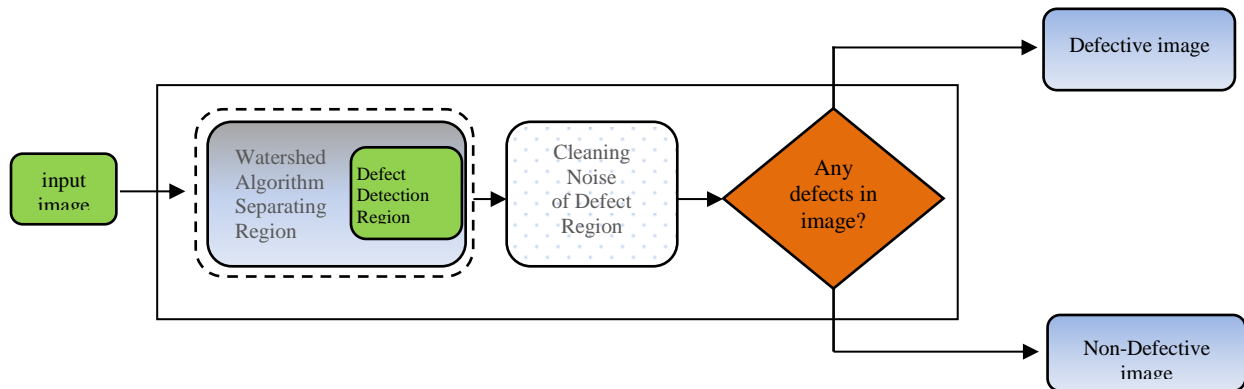 input
image
Watershed
Algorithm
Separating
Region
Defect
Detection
Region
Cleaning
Noise
of Defect
Region
Any
defects in
image?
Defective image
Non-Defective
image